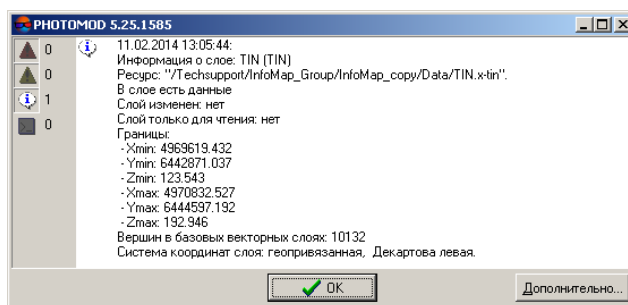 PHOTOMOD 5.25.1585
0
0
1
0
11.02.2014 13:05:44:
Информация о слое: TIN (TIN)
Ресурс: "/Techsupport/InfoMap_Group/InfoMap_copy/Data/TIN.x-tin".
В слое есть данные
Слой изменен: нет
Слой только для чтения: нет
Границы:
- Xmin: 4969619.432
- Ymin: 6442871.037
- Zmin: 123.543
- Xmax: 4970832.527
- Ymax: 6444597.192
- Zmax: 192.946
Вершин в базовых векторных слоях: 10132
Система координат слоя: геопривязанная, Декартова левая.
OK
Дополнительно...